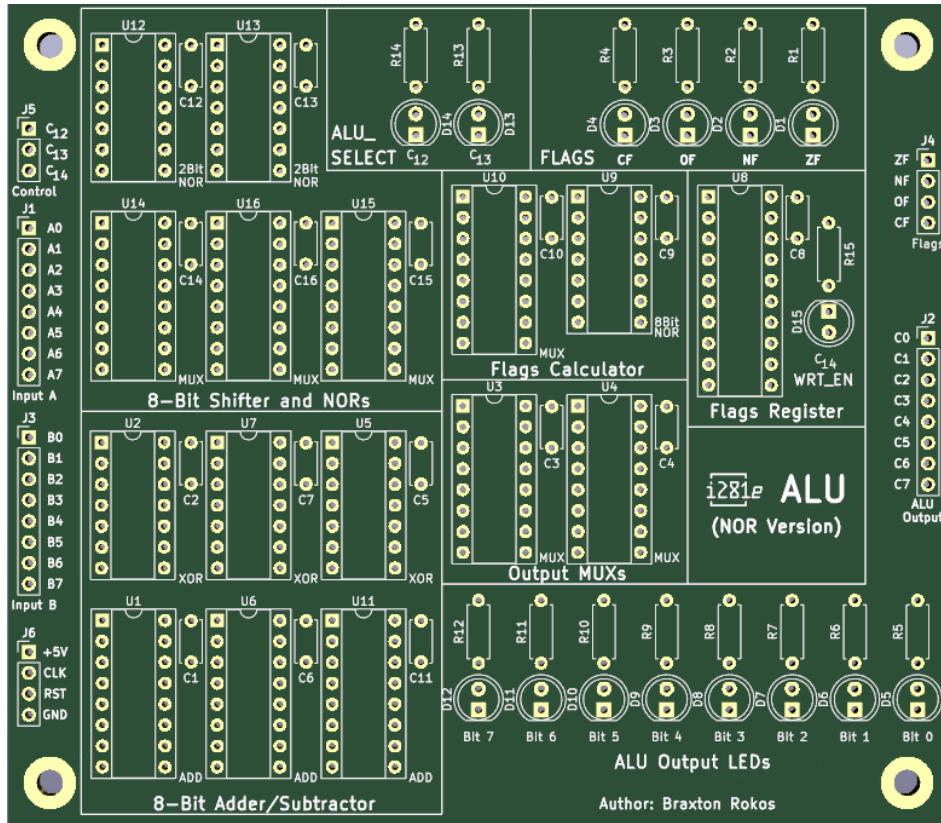 U12
U13
C12
C13
2Bit
NOR
2Bit
NOR
R14
R13
D14
D13
ALU_
SELECT
C12
C13
R4
R3
R2
R1
D4
D3
D2
D1
FLAGS
CF
OF
NF
ZF
J5
C12
C13
C14
Control
J1
A0
A1
A2
A3
A4
A5
A6
A7
Input A
J3
B0
B1
B2
B3
B4
B5
B6
B7
Input B
J6
+5V
CLK
RST
GND
U14
U16
U15
C14
C16
C15
MUX
MUX
MUX
8-Bit Shifter and NORs
U2
U7
U5
C2
C7
C5
XOR
XOR
XOR
U1
U6
U11
C1
C6
C11
ADD
ADD
ADD
8-Bit Adder/Subtractor
U10
U9
C10
C9
MUX
8Bit
NOR
Flags Calculator
U8
C8
R15
D15
C14
WRT_EN
Flags Register
U3
U4
C3
C4
MUX
MUX
Output MUXs
i281e ALU
(NOR Version)
J4
ZF
NF
OF
CF
Flags
J2
C0
C1
C2
C3
C4
C5
C6
C7
ALU
Output
R12
R11
R10
R9
R8
R7
R6
R5
D12
D11
D10
D9
D8
D7
D6
D5
Bit 7
Bit 6
Bit 5
Bit 4
Bit 3
Bit 2
Bit 1
Bit 0
ALU Output LEDs
Author: Braxton Rokos